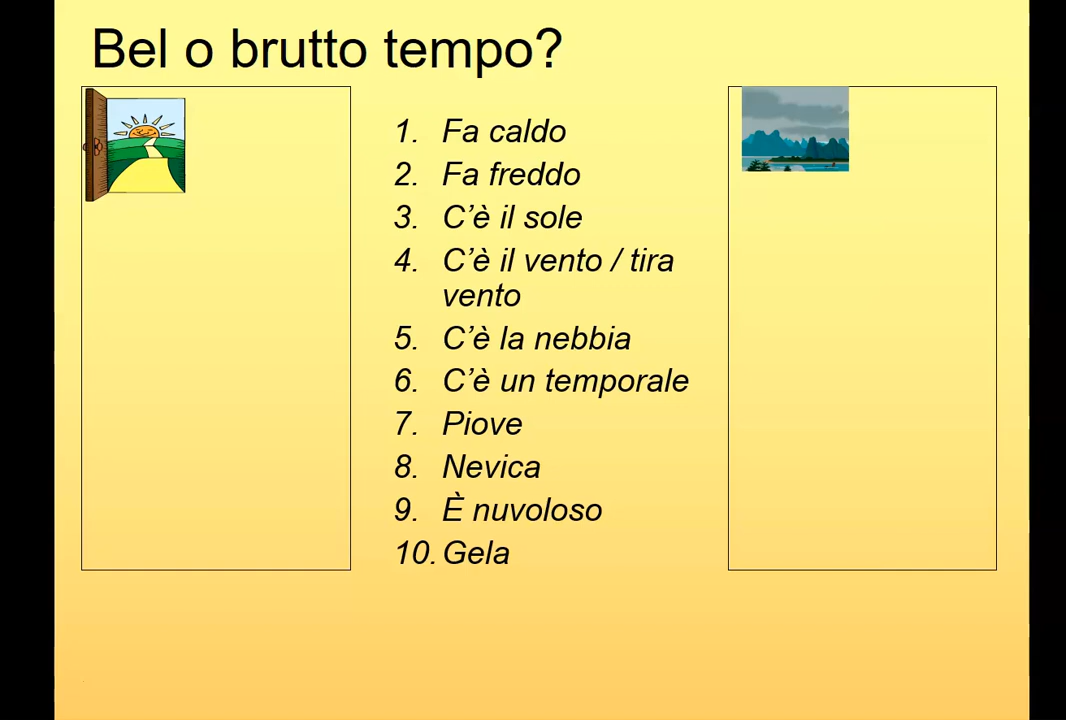 Bel o brutto tempo?
1. Fa caldo
2. Fa freddo
3. C'è il sole
4. C'è il vento / tira
vento
5. C'è la nebbia
6. C'è un temporale
7. Piove
8. Nevica
9. È nuvoloso
10. Gela